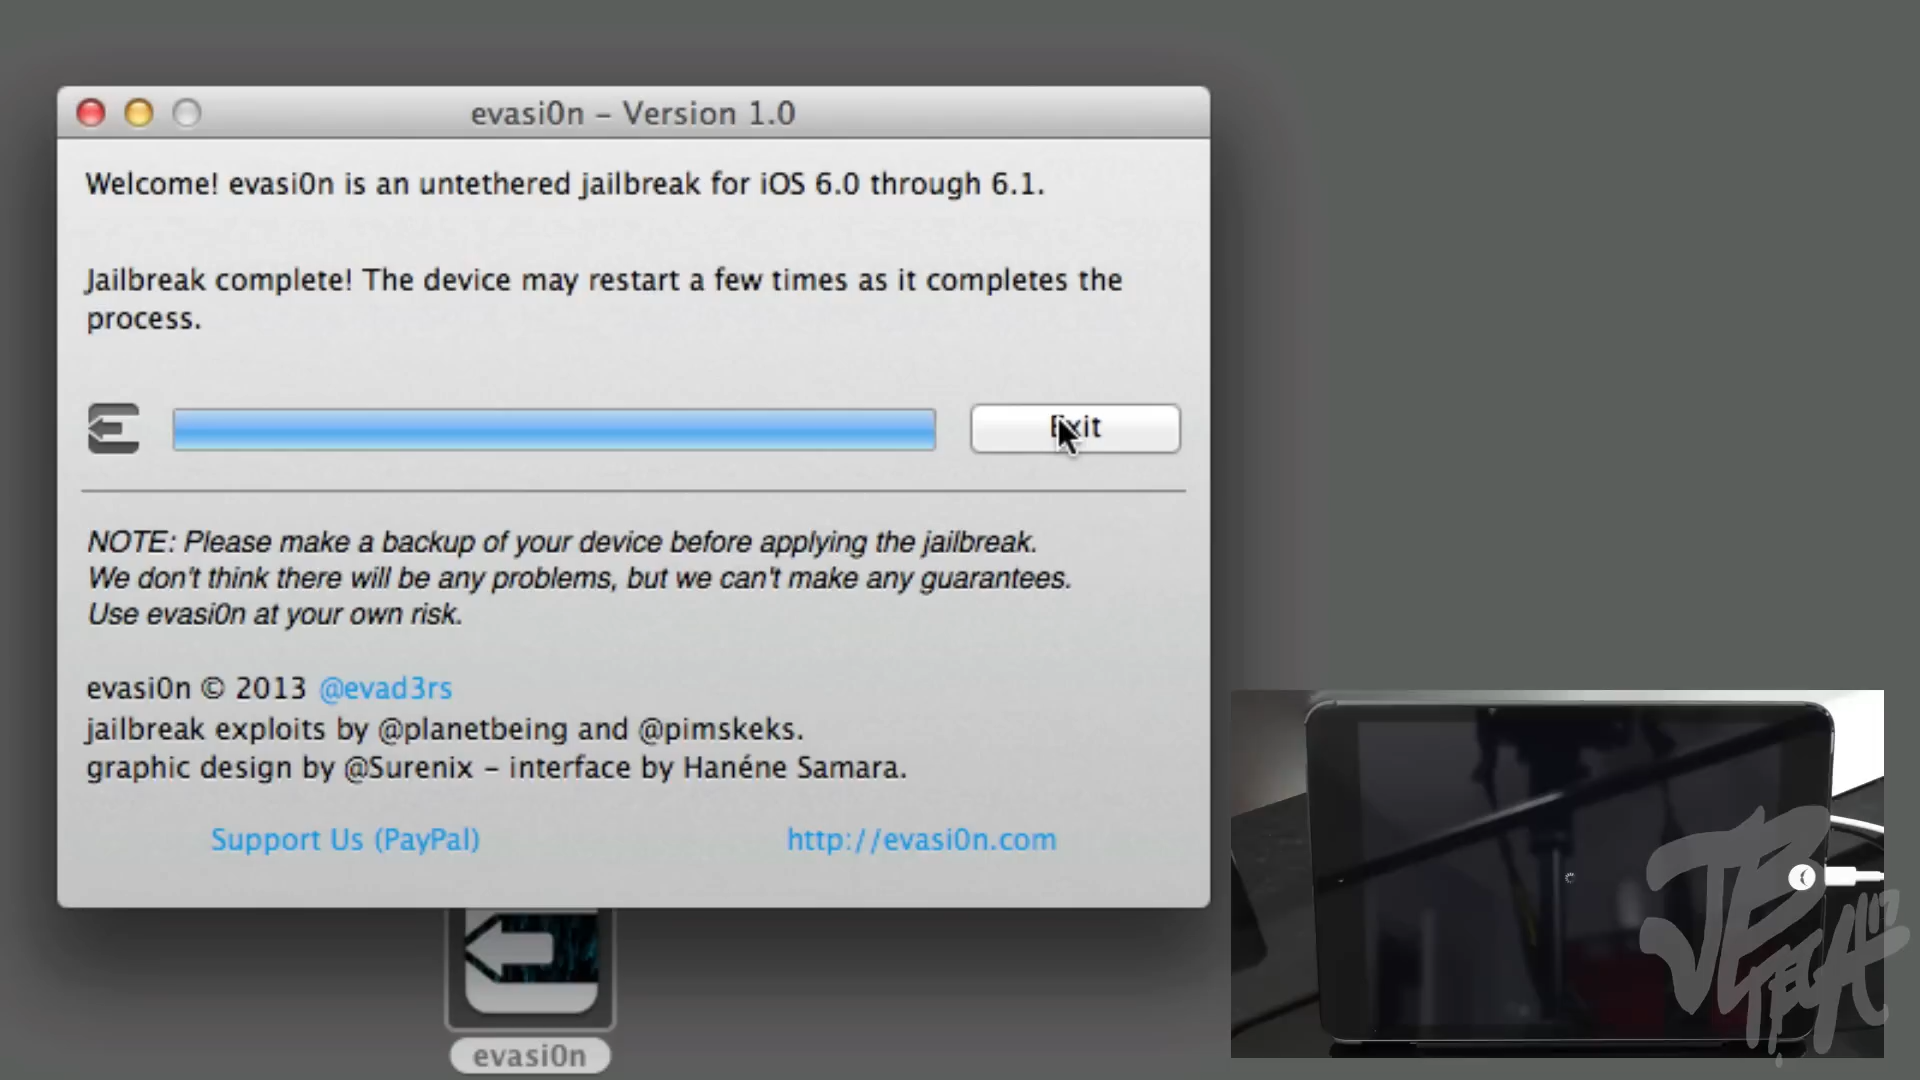 evasi0n – Version 1.0
Welcome! evasi0n is an untethered jailbreak for iOS 6.0 through 6.1.
Jailbreak complete! The device may restart a few times as it completes the
process.
Exit
NOTE: Please make a backup of your device before applying the jailbreak.
We don't think there will be any problems, but we can't make any guarantees.
Use evasi0n at your own risk.
evasi0n © 2013 @evad3rs
jailbreak exploits by @planetbeing and @pimskeks.
graphic design by @Surenix – interface by Hanéne Samara.
Support Us (PayPal)
http://evasi0n.com
evasi0n